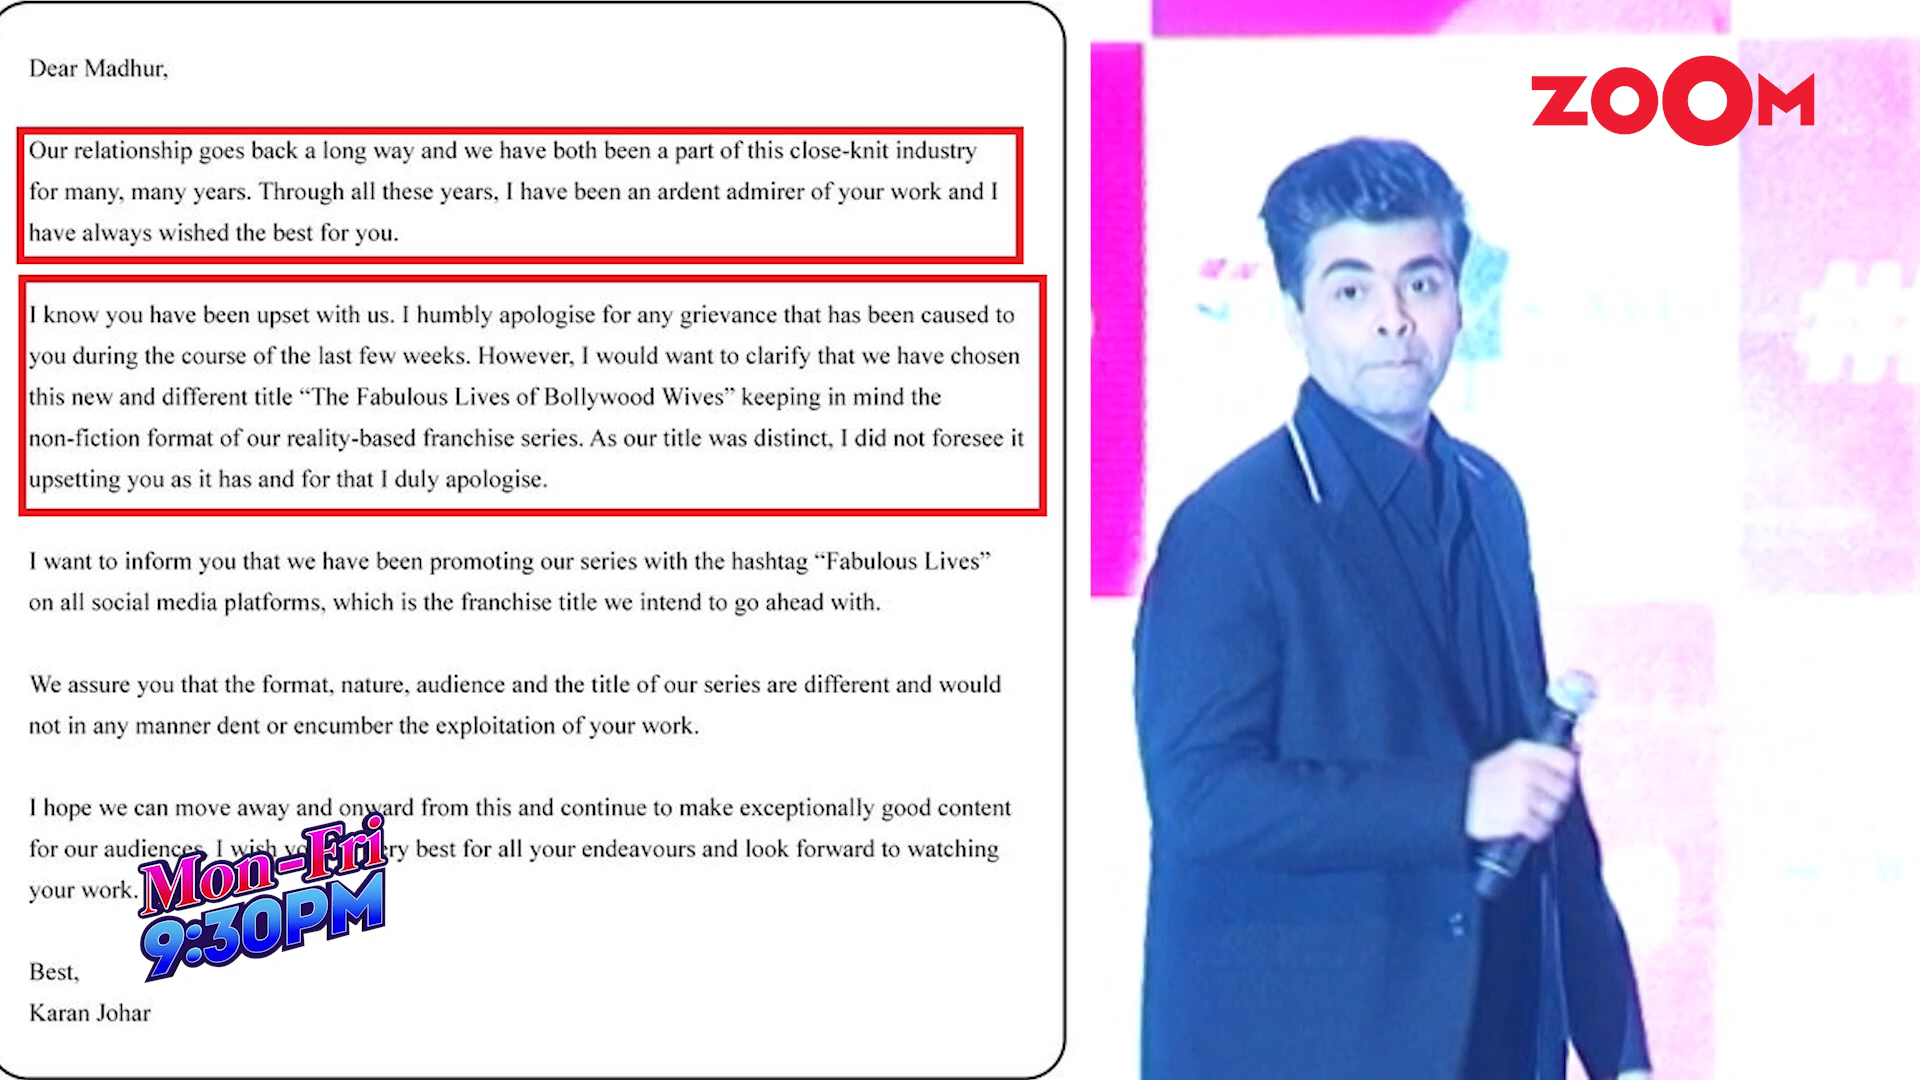 Dear Madhur,
Our relationship goes back a long way and we have both been a part of this close-knit industry
for many, many years. Through all these years, I have been an ardent admirer of your work and I
have always wished the best for you.
I know you have been upset with us. I humbly apologise for any grievance that has been caused to
you during the course of the last few weeks. However, I would want to clarify that we have chosen
this new and different title “The Fabulous Lives of Bollywood Wives” keeping in mind the
non-fiction format of our reality-based franchise series. As our title was distinct, I did not foresee it
upsetting you as it has and for that I duly apologise.
I want to inform you that we have been promoting our series with the hashtag “Fabulous Lives”
on all social media platforms, which is the franchise title we intend to go ahead with.
We assure you that the format, nature, audience and the title of our series are different and would
not in any manner dent or encumber the exploitation of your work.
I hope we can move away and onward from this and continue to make exceptionally good content
for our audiences. I wish best for all your endeavours and look forward to watching
your work.
Best,
Karan Johar
Mon-Fri
9:30PM
ZOOM
#